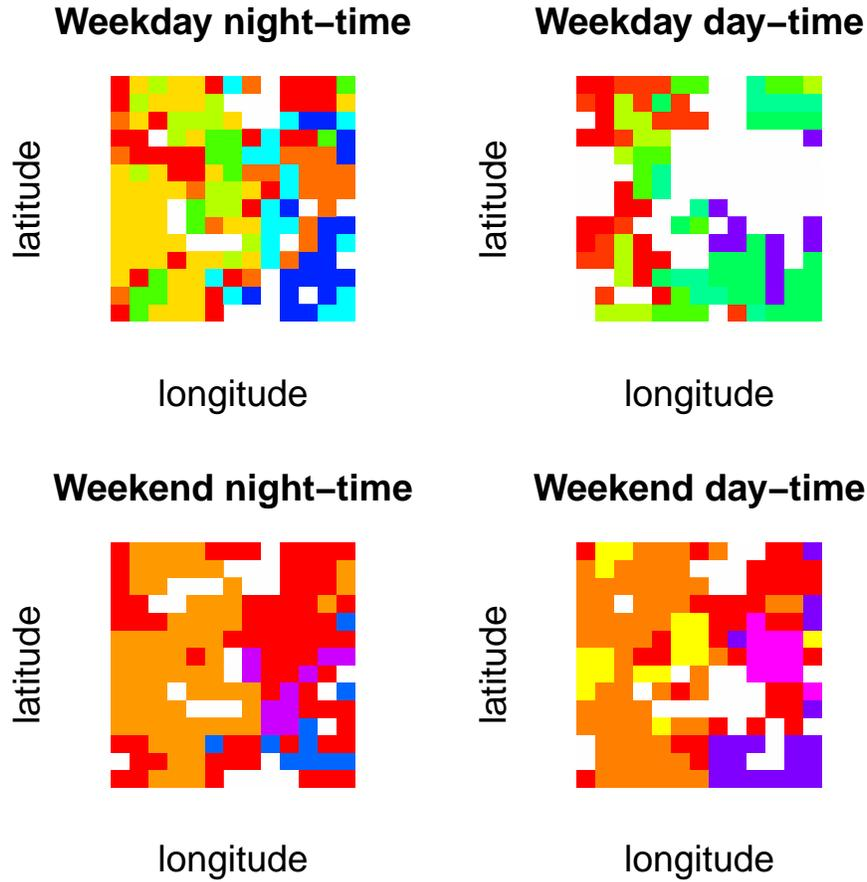 Weekday night−time
Weekday day−time
latitude
latitude
longitude
longitude
Weekend night−time
Weekend day−time
latitude
latitude
longitude
longitude